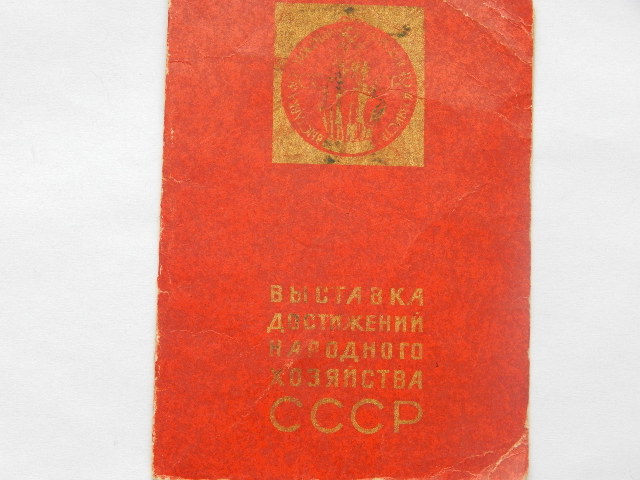 ВЫСТАВКА
ДОСТИЖЕНИЙ
НАРОДНОГО
ХОЗЯЙСТВА
СССР